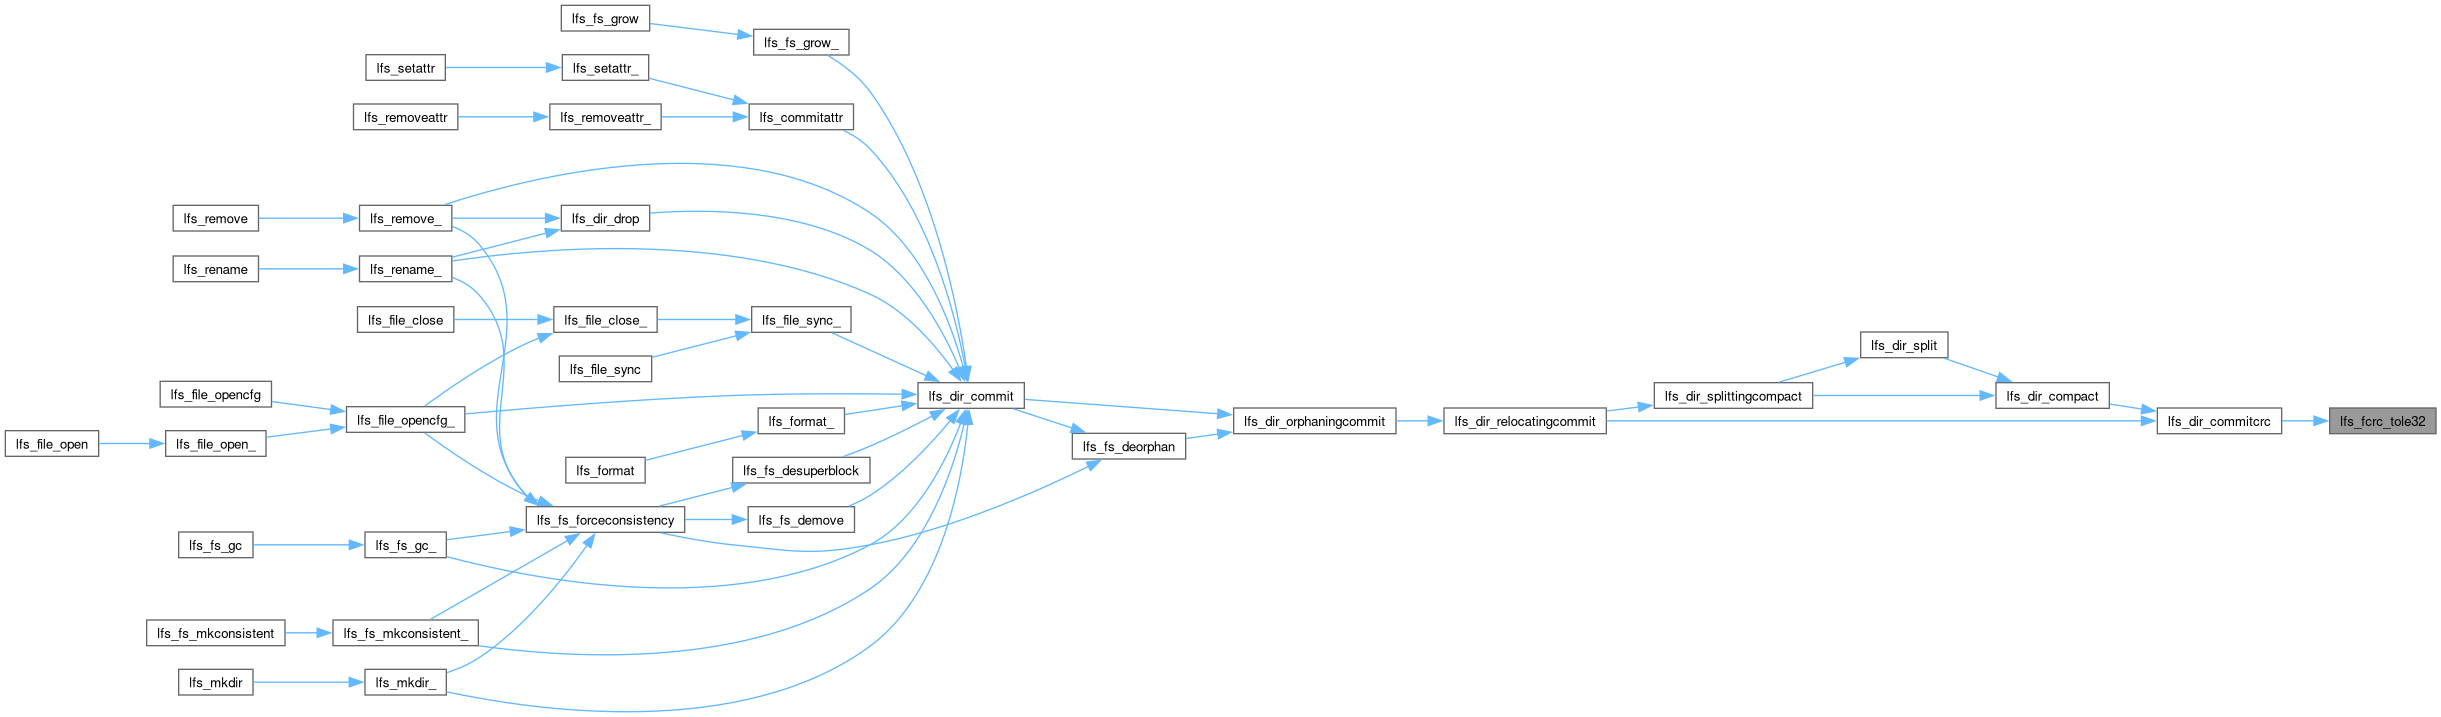 lfs_fs_grow
lfs_fs_grow_
lfs_setattr
lfs_setattr_
lfs_removeattr
lfs_removeattr_
lfs_commitattr
lfs_remove
lfs_remove_
lfs_dir_drop
lfs_rename
lfs_rename_
lfs_file_close
lfs_file_close_
lfs_file_sync_
lfs_file_sync
lfs_dir_split
lfs_file_opencfg
lfs_dir_commit
lfs_dir_splittingcompact
lfs_dir_compact
lfs_file_opencfg_
lfs_format_
lfs_dir_orphaningcommit
lfs_dir_relocatingcommit
lfs_dir_commitcrc
lfs_fcrc_tole32
lfs_file_open
lfs_file_open_
lfs_fs_deorphan
lfs_format
lfs_fs_desuperblock
lfs_fs_forceconsistency
lfs_fs_demove
lfs_fs_gc
lfs_fs_gc_
lfs_fs_mkconsistent
lfs_fs_mkconsistent_
lfs_mkdir
lfs_mkdir_